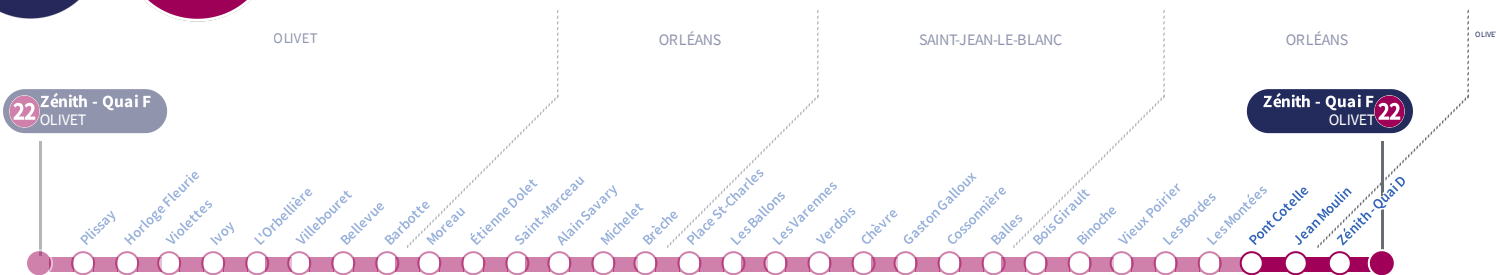 OLIVET
ORLÉANS
SAINT-JEAN-LE-BLANC
ORLÉANS
OLIVE
22
Zénith - Quai F
OLIVET
Zénith - Quai F
OLIVET
22
Plissay
Horloge Fleurie
Violettes
Ivoy
L'Orbellière
Villebouret
Bellevue
Barbotte
Moreau
Étienne Dolet
Saint-Marceau
Alain Savary
Michelet
Brèche
Place St-Charles
Les Ballons
Les Varennes
Verdois
Chèvre
Gaston Galloux
Cossonnière
Balles
Bois Girault
Binoche
Vieux Poirier
Les Bordes
Les Montées
Pont Cotelle
Jean Moulin
Zénith - Quai D